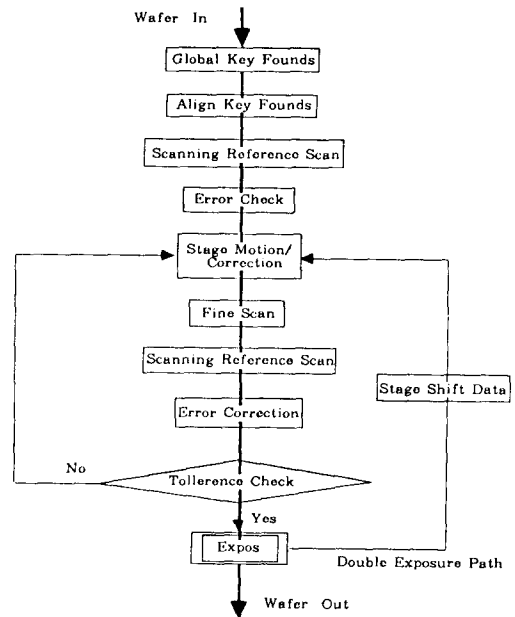 Wafer In
Global Key Founds
Align Key Founds
Scanning Reference Scan
Error Check
Stage Motion/
Correction
Fine Scan
Scanning Reference Scan
Stage Shift Data
Error Correction
No
Tollerence Check
Yes
Expos
Double Exposure Path
Wafer Out